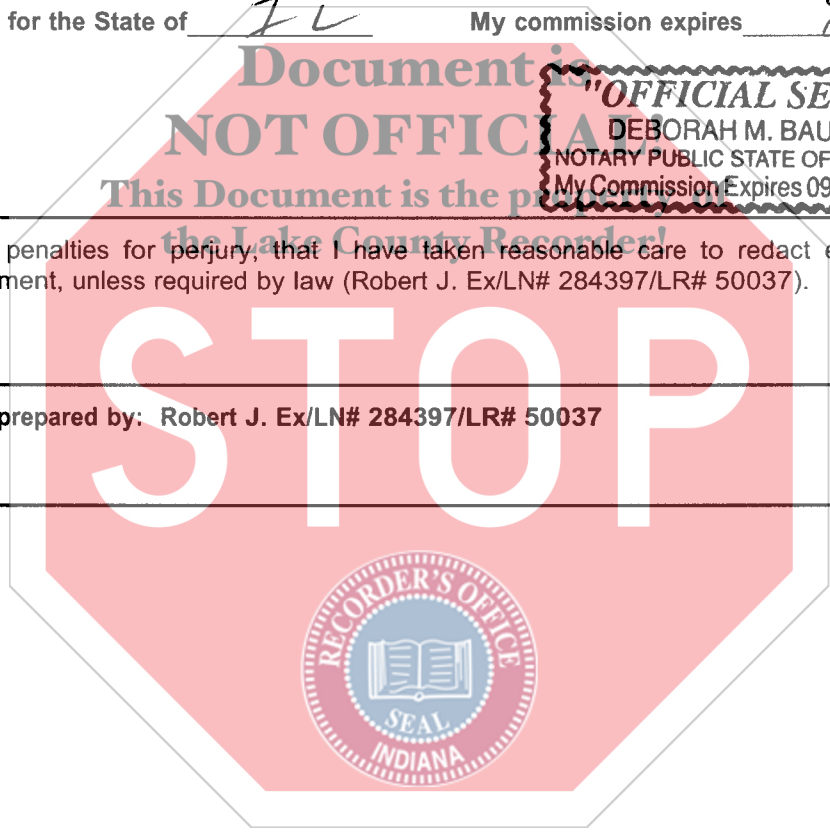 for the State of IL My commission expires
Document is
NOT OFFICIAL!
This Document is the property of
the Lake County Recorder!
"OFFICIAL SE
DEBORAH M. BAU
NOTARY PUBLIC STATE OF
My Commission Expires 09
penalties for perjury, that I have taken reasonable care to redact e
ment, unless required by law (Robert J. Ex/LN# 284397/LR# 50037).
STOP
prepared by: Robert J. Ex/LN# 284397/LR# 50037
RECORDER'S OFFICE
SEAL
INDIANA